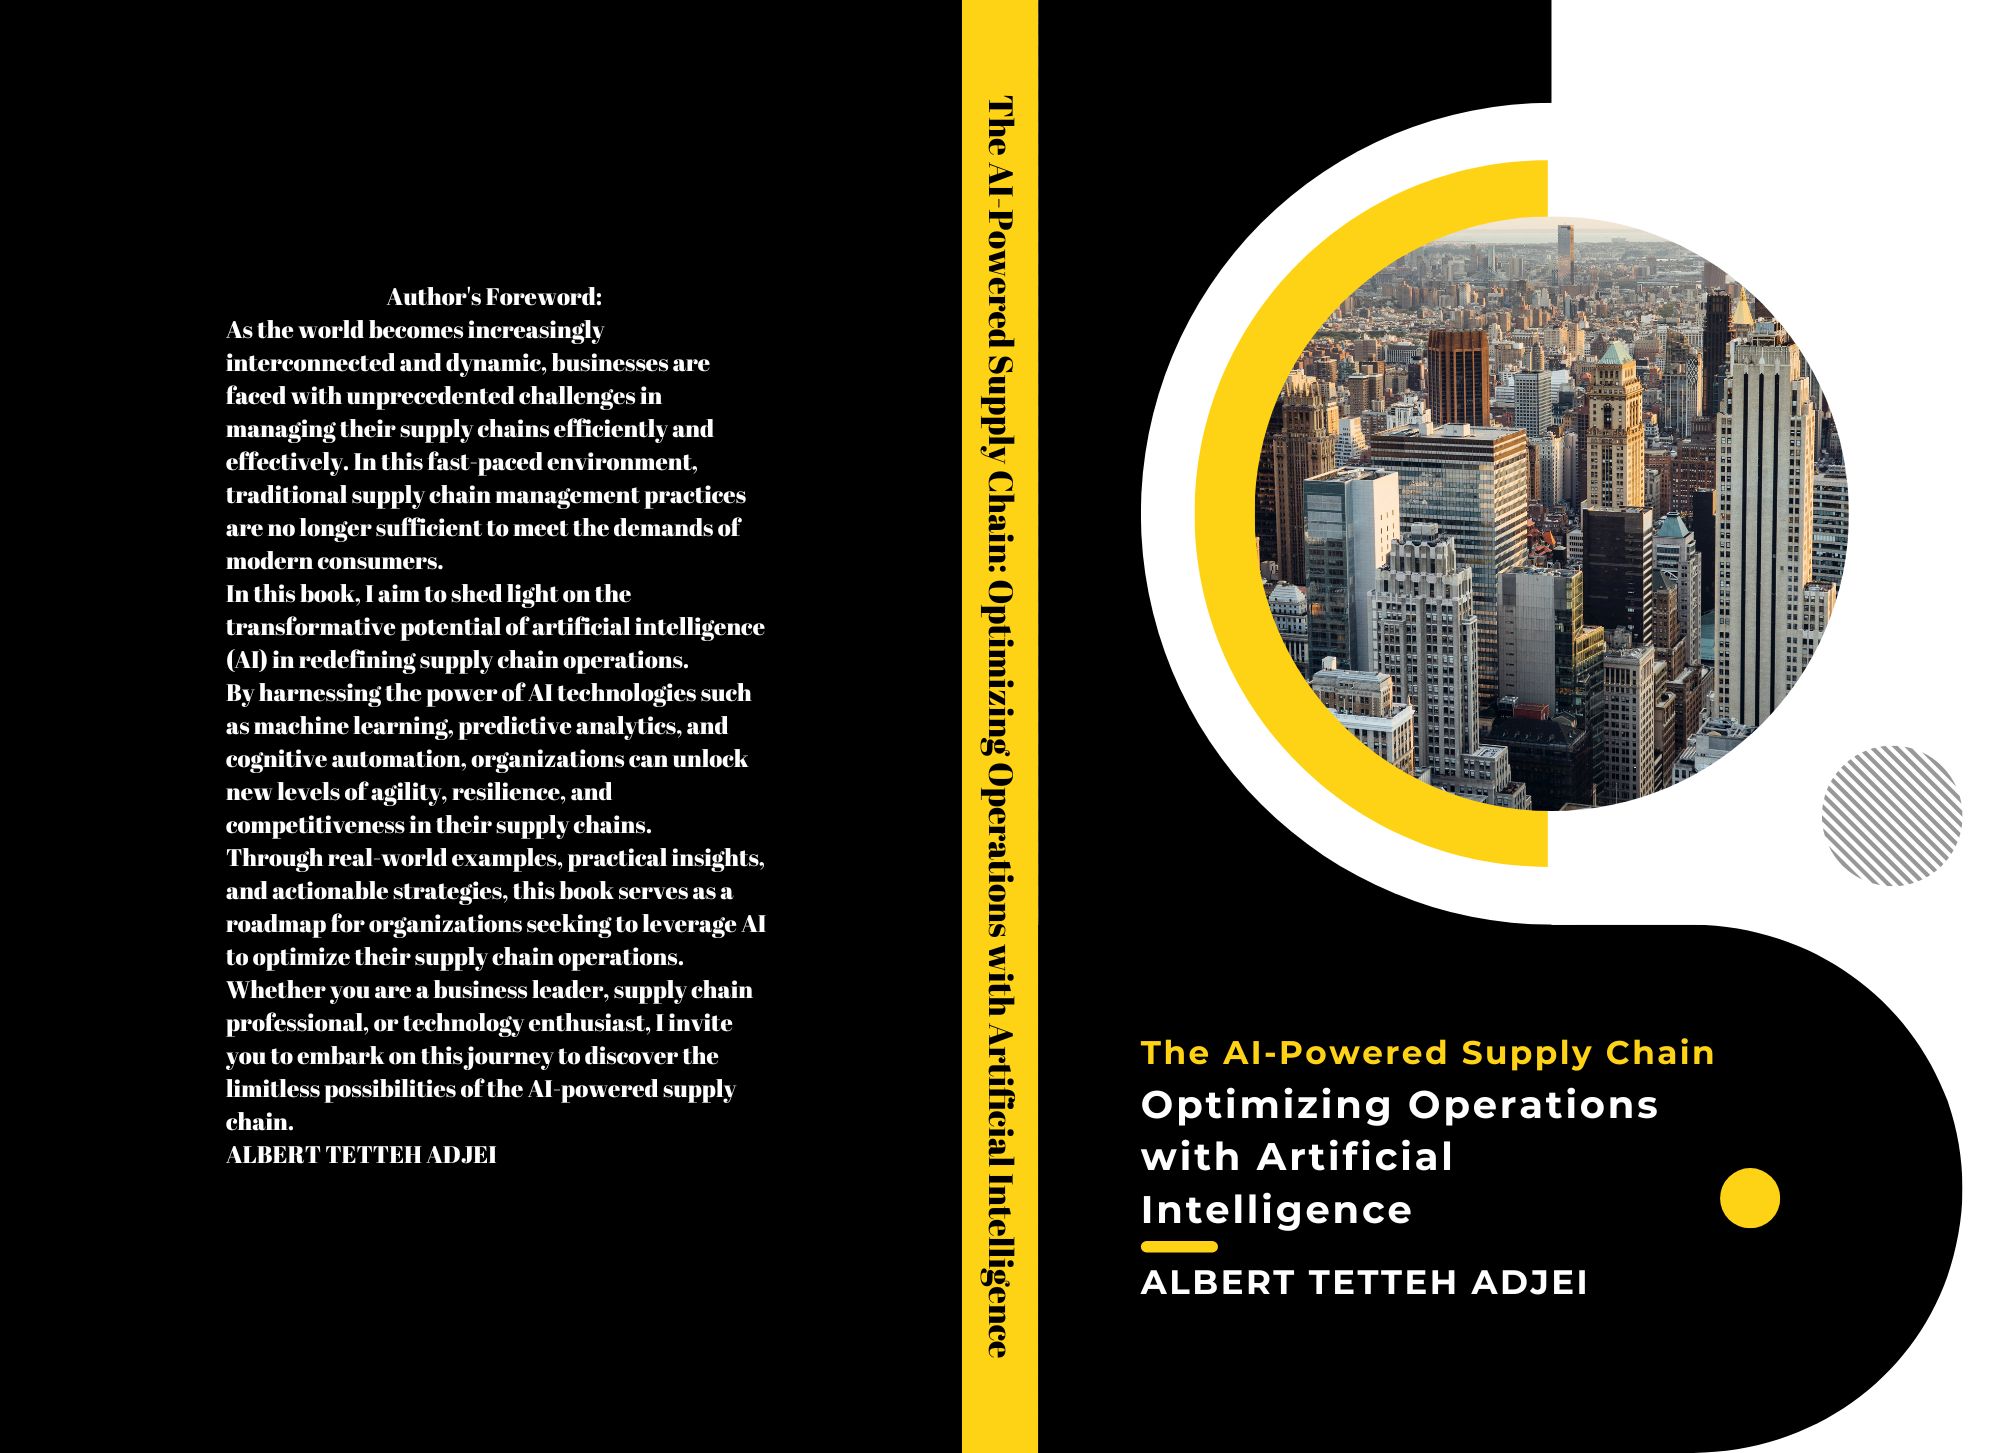 Author's Foreword:
As the world becomes increasingly
interconnected and dynamic, businesses are
faced with unprecedented challenges in
managing their supply chains efficiently and
effectively. In this fast-paced environment,
traditional supply chain management practices
are no longer sufficient to meet the demands of
modern consumers.
In this book, I aim to shed light on the
transformative potential of artificial intelligence
(AI) in redefining supply chain operations.
By harnessing the power of AI technologies such
as machine learning, predictive analytics, and
cognitive automation, organizations can unlock
new levels of agility, resilience, and
competitiveness in their supply chains.
Through real-world examples, practical insights,
and actionable strategies, this book serves as a
roadmap for organizations seeking to leverage AI
to optimize their supply chain operations.
Whether you are a business leader, supply chain
professional, or technology enthusiast, I invite
you to embark on this journey to discover the
limitless possibilities of the AI-powered supply
chain.
ALBERT TETTEH ADJEI
The AI-Powered Supply Chain: Optimizing Operations with Artificial Intelligence
The AI-Powered Supply Chain
Optimizing Operations
with Artificial
Intelligence
ALBERT TETTEH ADJEI